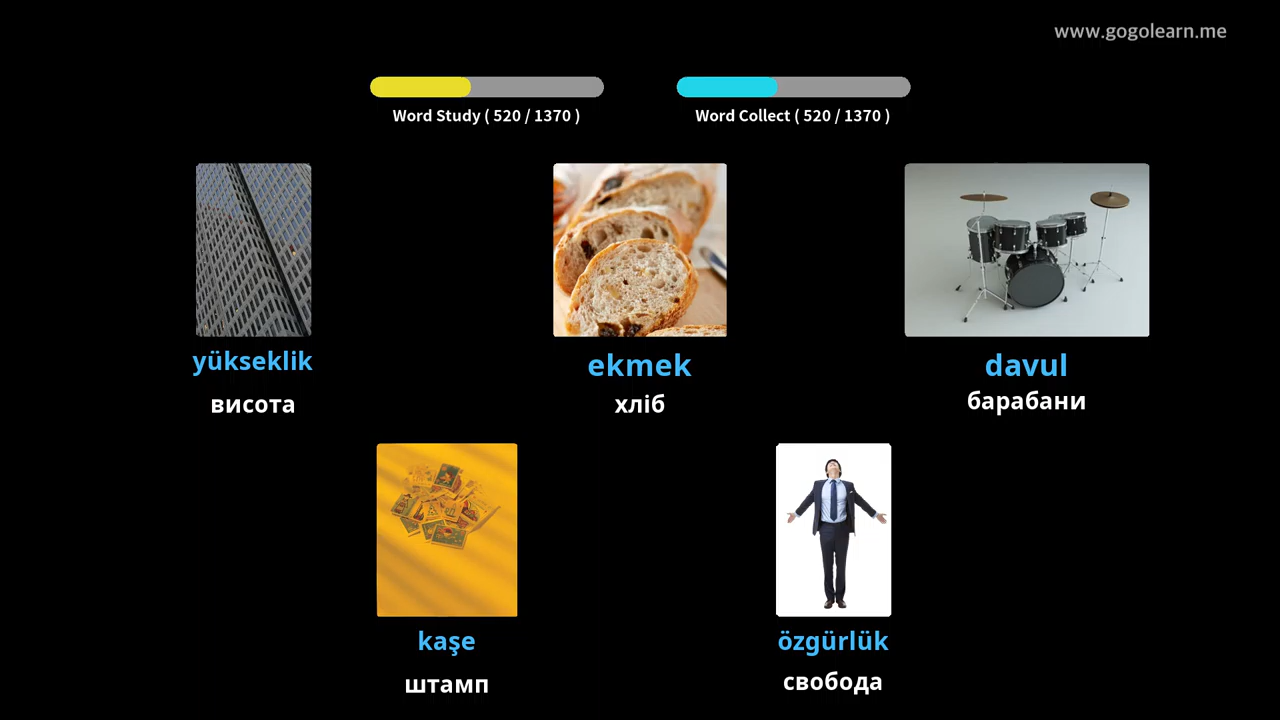 www.gogolearn.me
Word Study ( 520 / 1370 )
Word Collect ( 520 / 1370 )
yükseklik
висота
ekmek
хліб
davul
барабани
kaşe
штамп
özgürlük
свобода